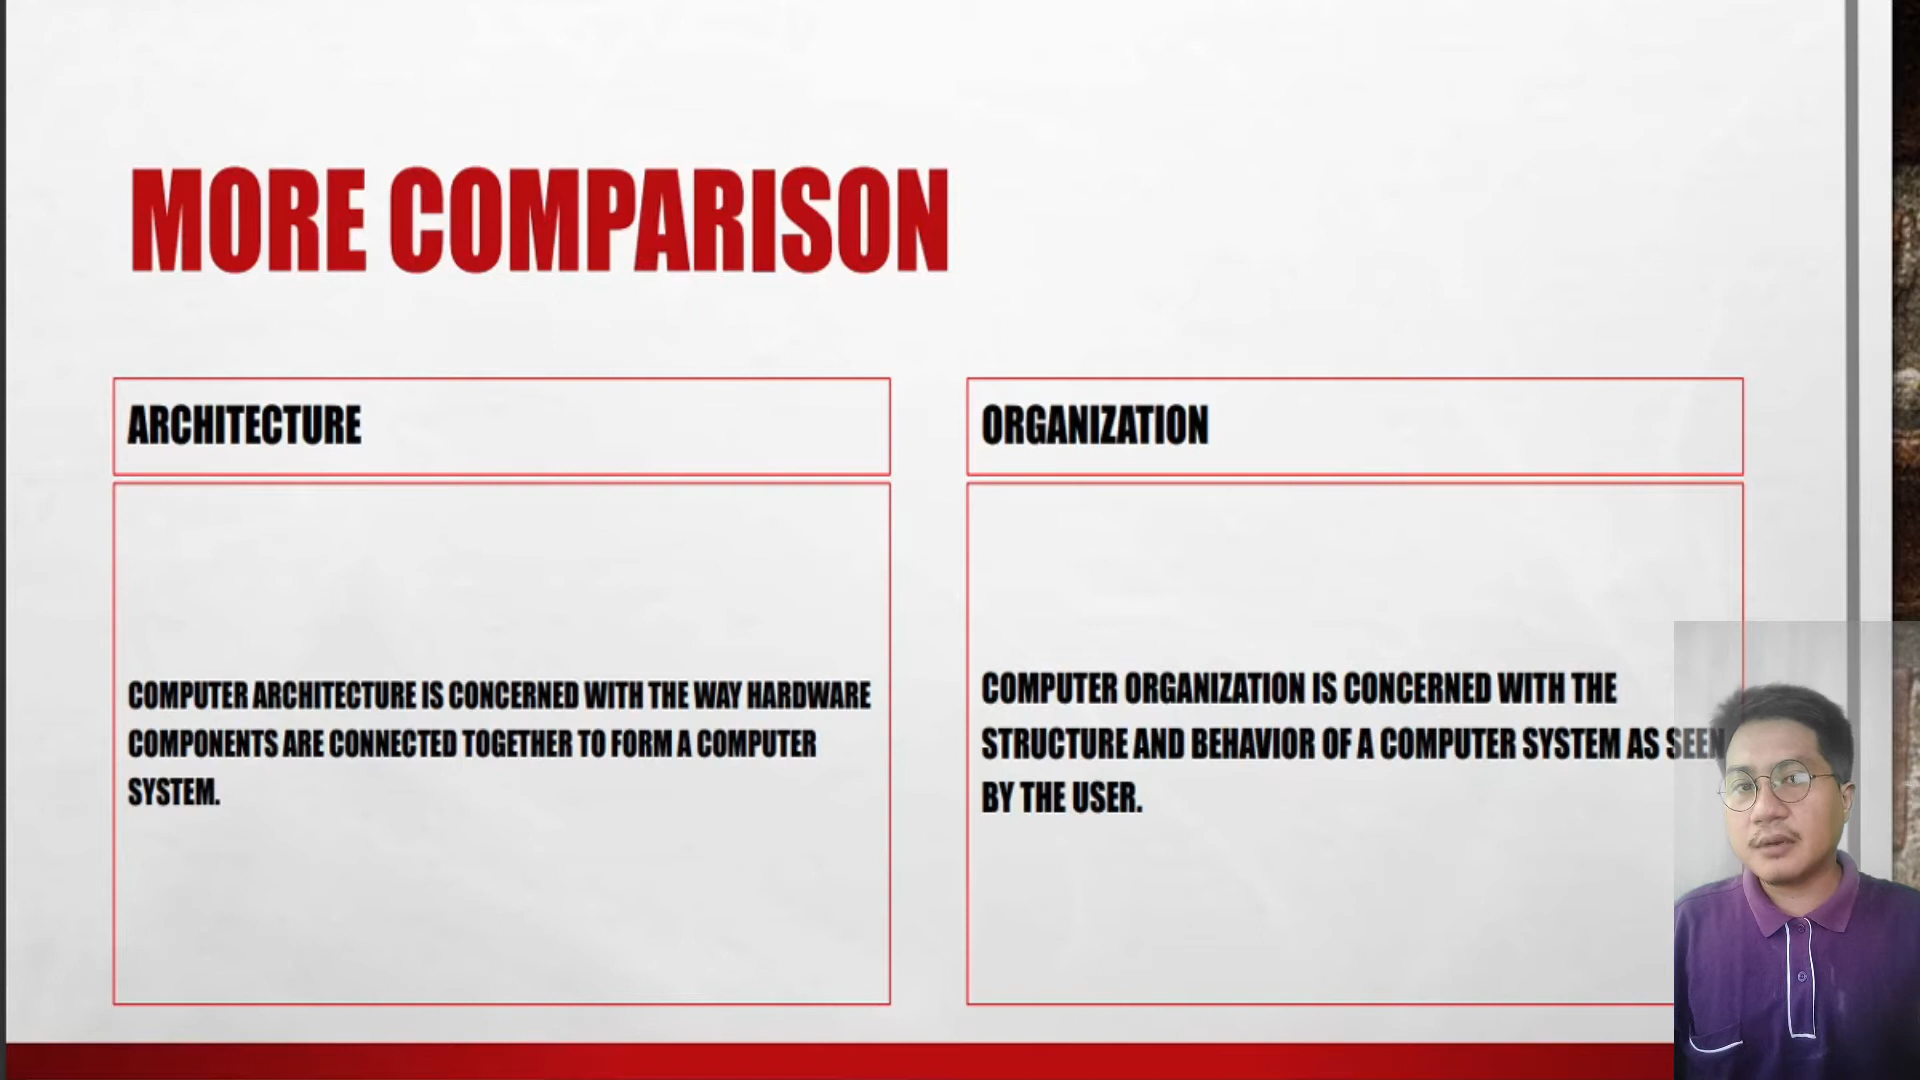 MORE COMPARISON
ARCHITECTURE
COMPUTER ARCHITECTURE IS CONCERNED WITH THE WAY HARDWARE
COMPONENTS ARE CONNECTED TOGETHER TO FORM A COMPUTER
SYSTEM.
ORGANIZATION
COMPUTER ORGANIZATION IS CONCERNED WITH THE
STRUCTURE AND BEHAVIOR OF A COMPUTER SYSTEM AS SEEN
BY THE USER.